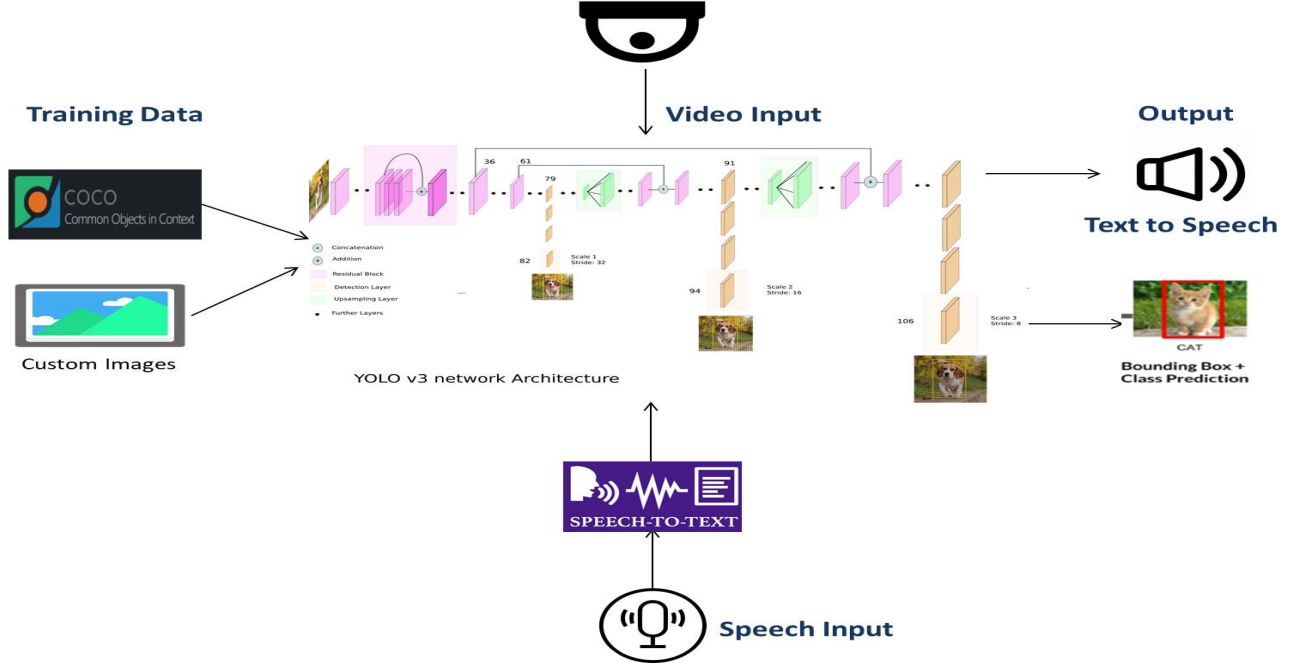 Training Data
Video Input
Output
COCO
Common Objects in Context
36
61
79
91
Text to Speech
Concatenation
Addition
Residual Block
Detection Layer
Upsampling Layer
Further Layers
82
Scale 1
Stride: 32
94
Scale 2
Stride: 16
106
Scale 3
Stride: 8
Custom Images
CAT
Bounding Box +
Class Prediction
YOLO v3 network Architecture
SPEECH-TO-TEXT
Speech Input